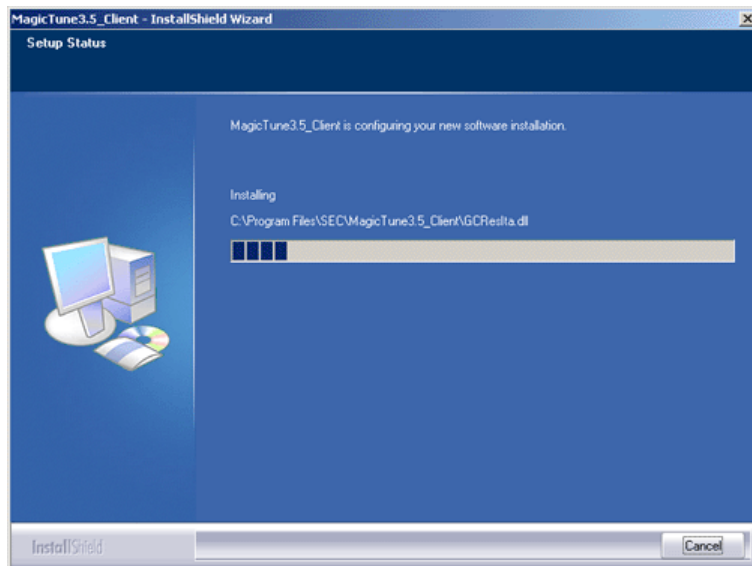 MagicTune3.5_Client - InstallShield Wizard
Setup Status
MagicTune3.5_Client is configuring your new software installation.
Installing
C:\Program Files\SEC\MagicTune3.5_Client\GCResIta.dll
InstallShield
Cancel